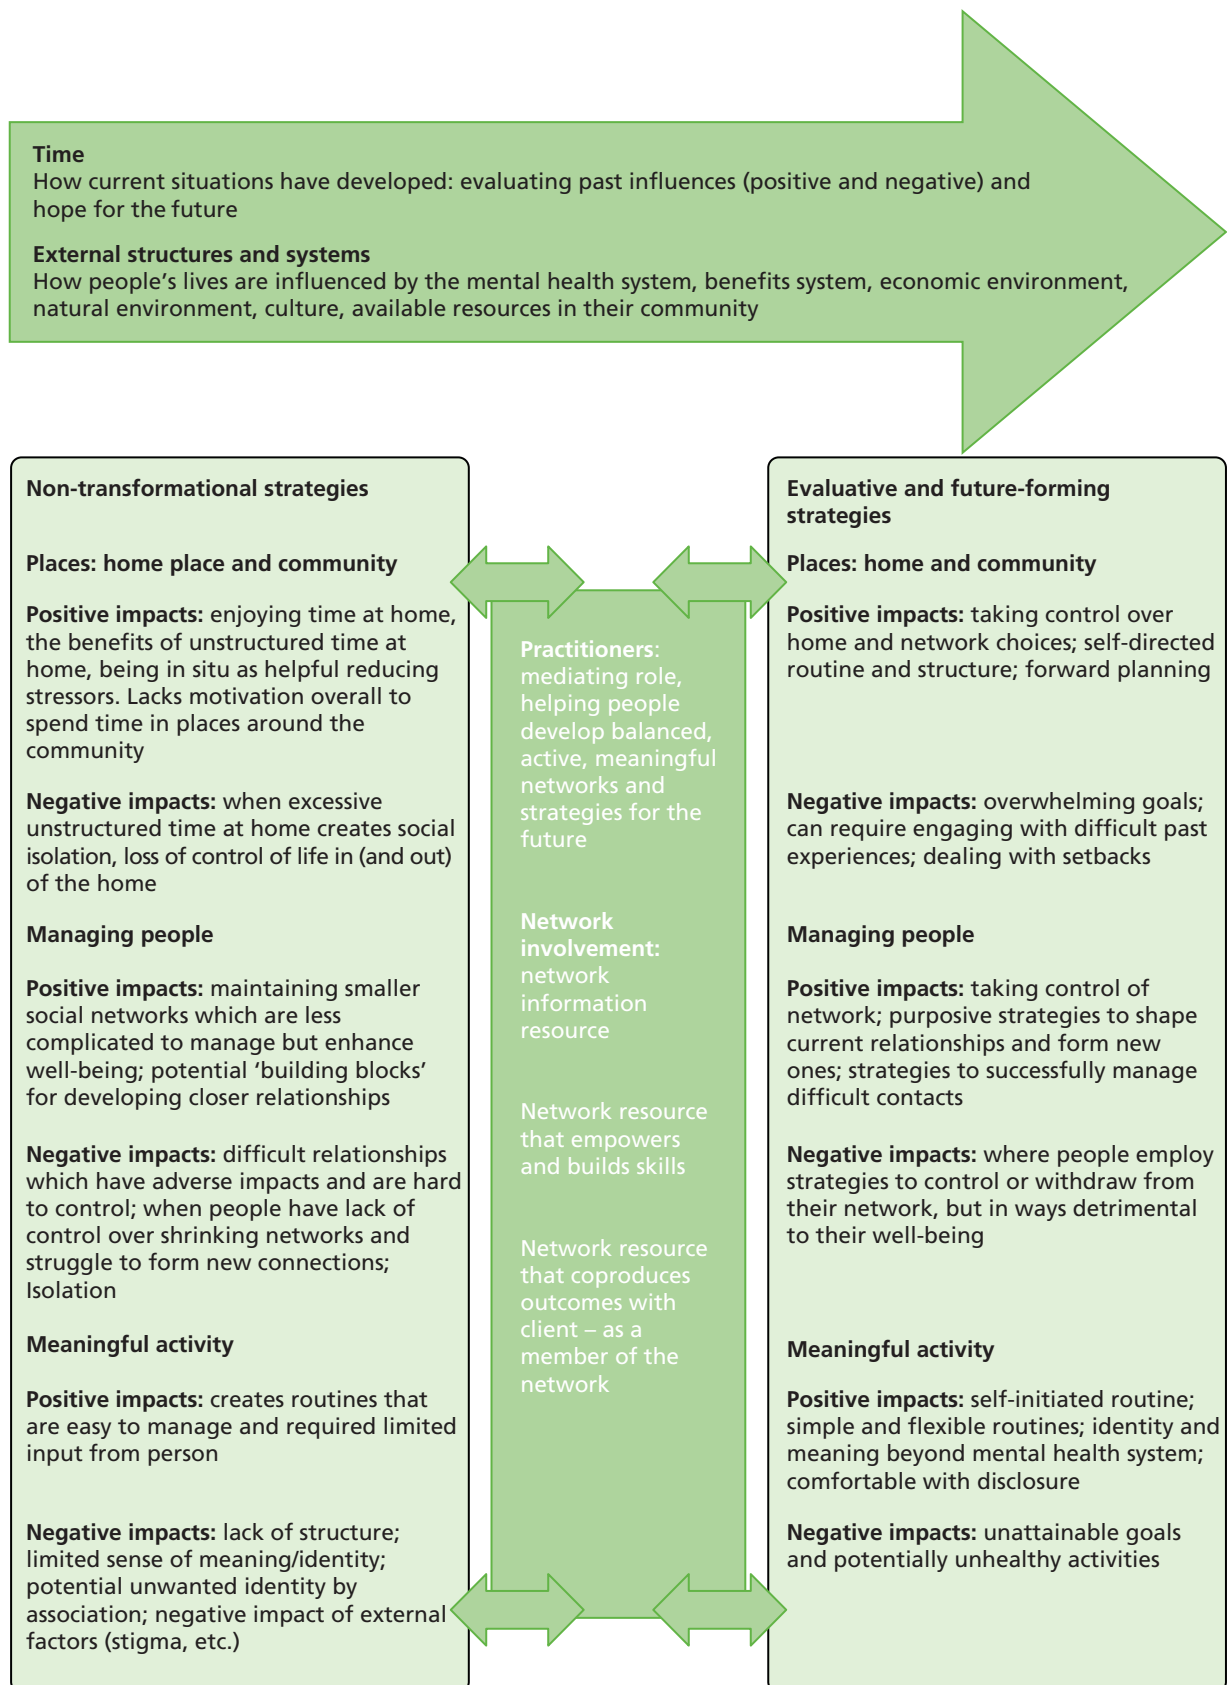 Time
How current situations have developed: evaluating past influences (positive and negative) and
hope for the future
External structures and systems
How people's lives are influenced by the mental health system, benefits system, economic environment,
natural environment, culture, available resources in their community
Non-transformational strategies
Places: home place and community
Positive impacts: enjoying time at home,
the benefits of unstructured time at
home, being in situ as helpful reducing
stressors. Lacks motivation overall to
spend time in places around the
community
Negative impacts: when excessive
unstructured time at home creates social
isolation, loss of control of life in (and out)
of the home
Managing people
Positive impacts: maintaining smaller
social networks which are less
complicated to manage but enhance
well-being; potential ‘building blocks’
for developing closer relationships
Negative impacts: difficult relationships
which have adverse impacts and are hard
to control; when people have lack of
control over shrinking networks and
struggle to form new connections;
Isolation
Meaningful activity
Positive impacts: creates routines that
are easy to manage and required limited
input from person
Negative impacts: lack of structure;
limited sense of meaning/identity;
potential unwanted identity by
association; negative impact of external
factors (stigma, etc.)
Practitioners:
mediating role,
helping people
develop balanced,
active, meaningful
networks and
strategies for the
future
Network
involvement:
network
information
resource
Network resource
that empowers
and builds skills
Network resource
that coproduces
outcomes with
client – as a
member of the
network
Evaluative and future-forming
strategies
Places: home and community
Positive impacts: taking control over
home and network choices; self-directed
routine and structure; forward planning
Negative impacts: overwhelming goals;
can require engaging with difficult past
experiences; dealing with setbacks
Managing people
Positive impacts: taking control of
network; purposive strategies to shape
current relationships and form new
ones; strategies to successfully manage
difficult contacts
Negative impacts: where people employ
strategies to control or withdraw from
their network, but in ways detrimental
to their well-being
Meaningful activity
Positive impacts: self-initiated routine;
simple and flexible routines; identity and
meaning beyond mental health system;
comfortable with disclosure
Negative impacts: unattainable goals
and potentially unhealthy activities